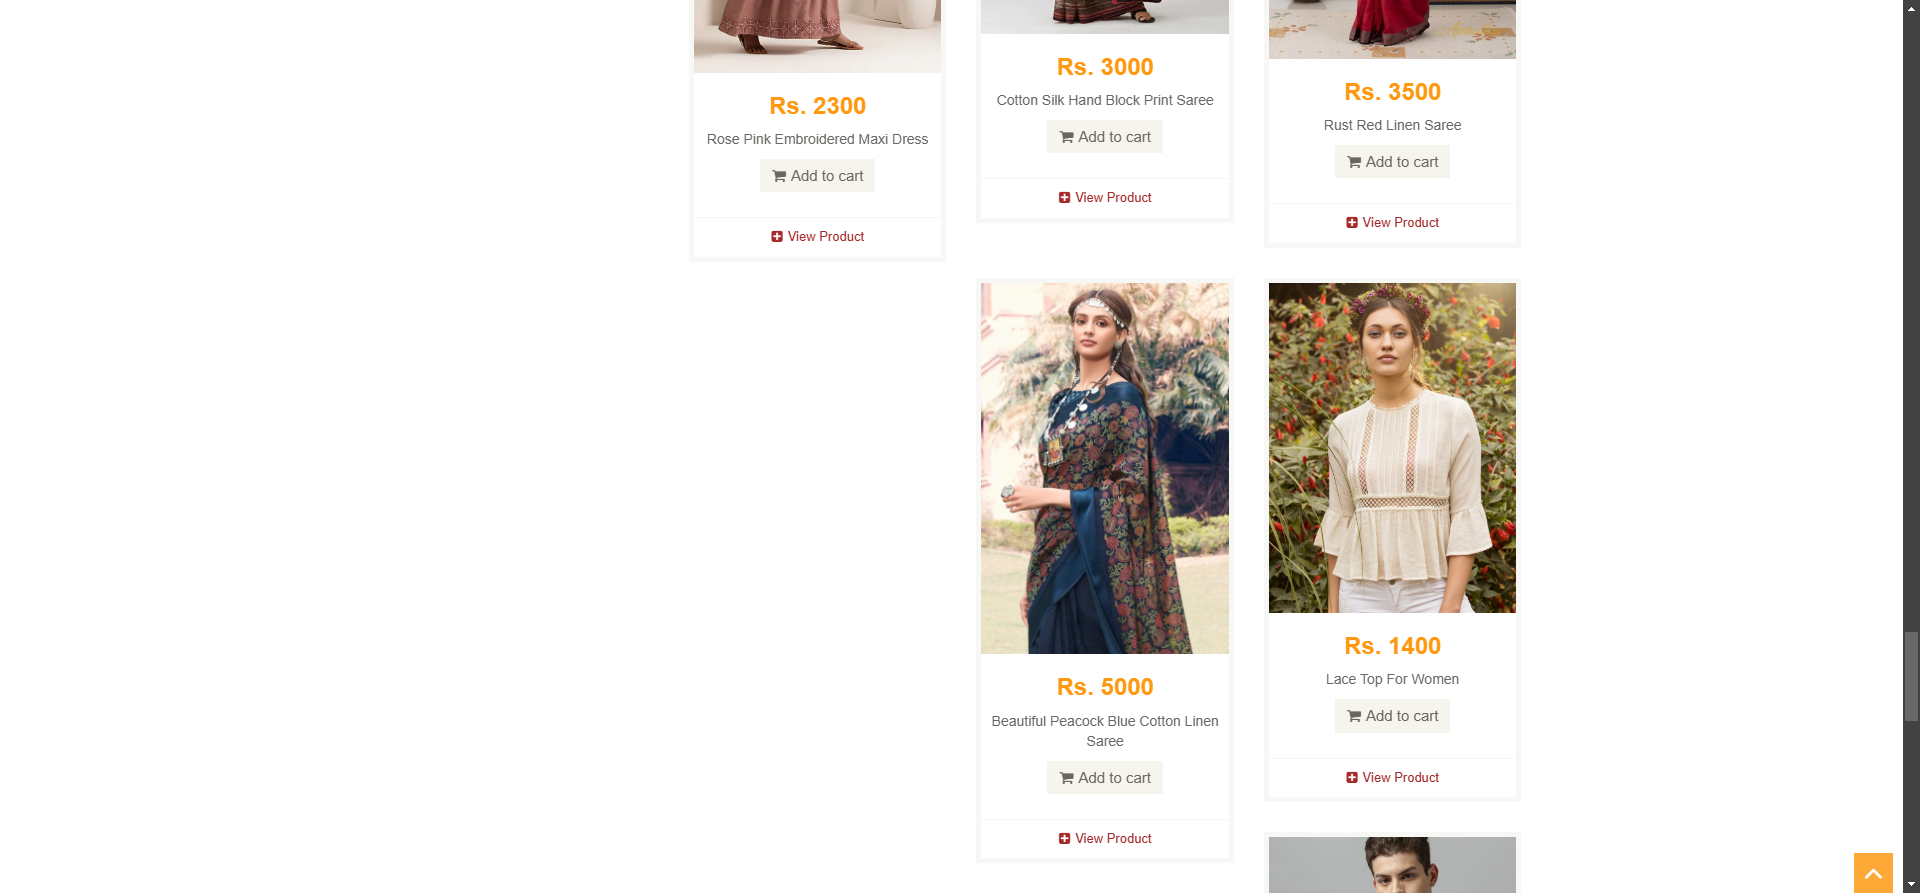 Rs. 2300
Rose Pink Embroidered Maxi Dress
Add to cart
View Product
Rs. 3000
Cotton Silk Hand Block Print Saree
Add to cart
View Product
Rs. 3500
Rust Red Linen Saree
Add to cart
View Product
Rs. 5000
Beautiful Peacock Blue Cotton Linen
Saree
Add to cart
View Product
Rs. 1400
Lace Top For Women
Add to cart
View Product